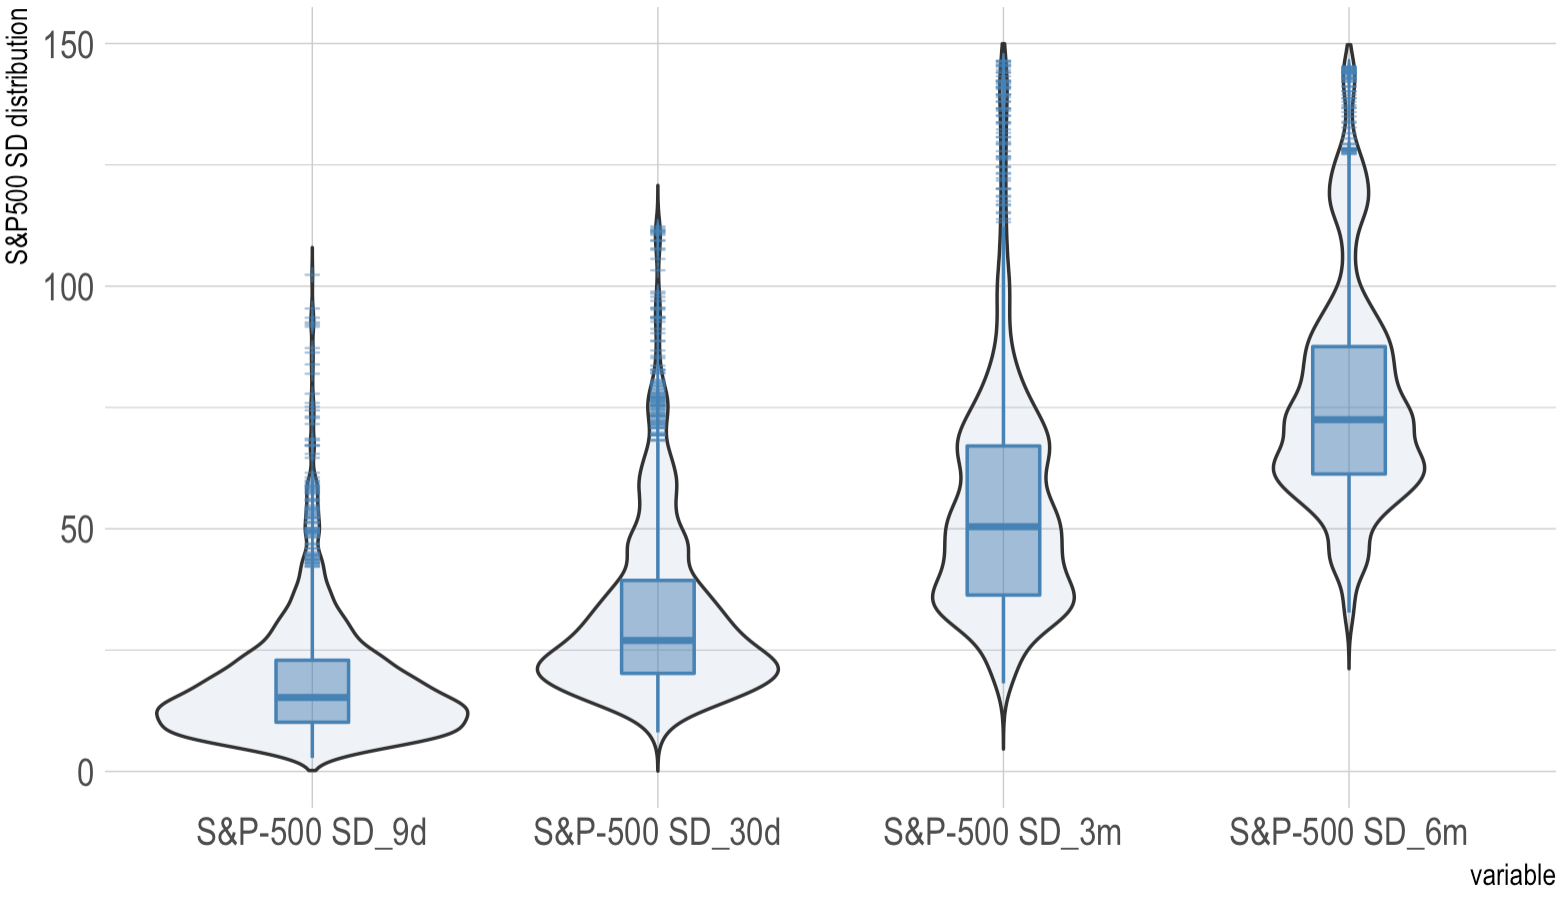 S&P500 SD distribution
150
100
50
0
S&P-500 SD_9d
S&P-500 SD_30d
S&P-500 SD_3m
S&P-500 SD_6m
variable